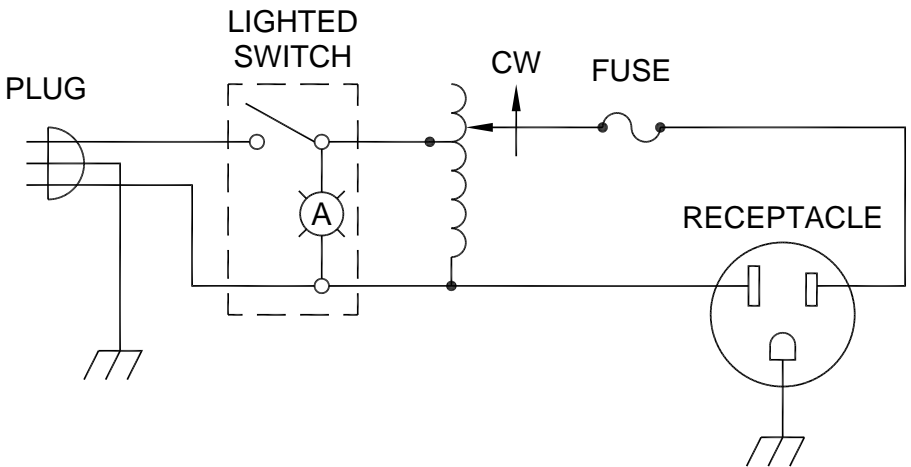 LIGHTED
SWITCH
PLUG
CW
FUSE
A
RECEPTACLE